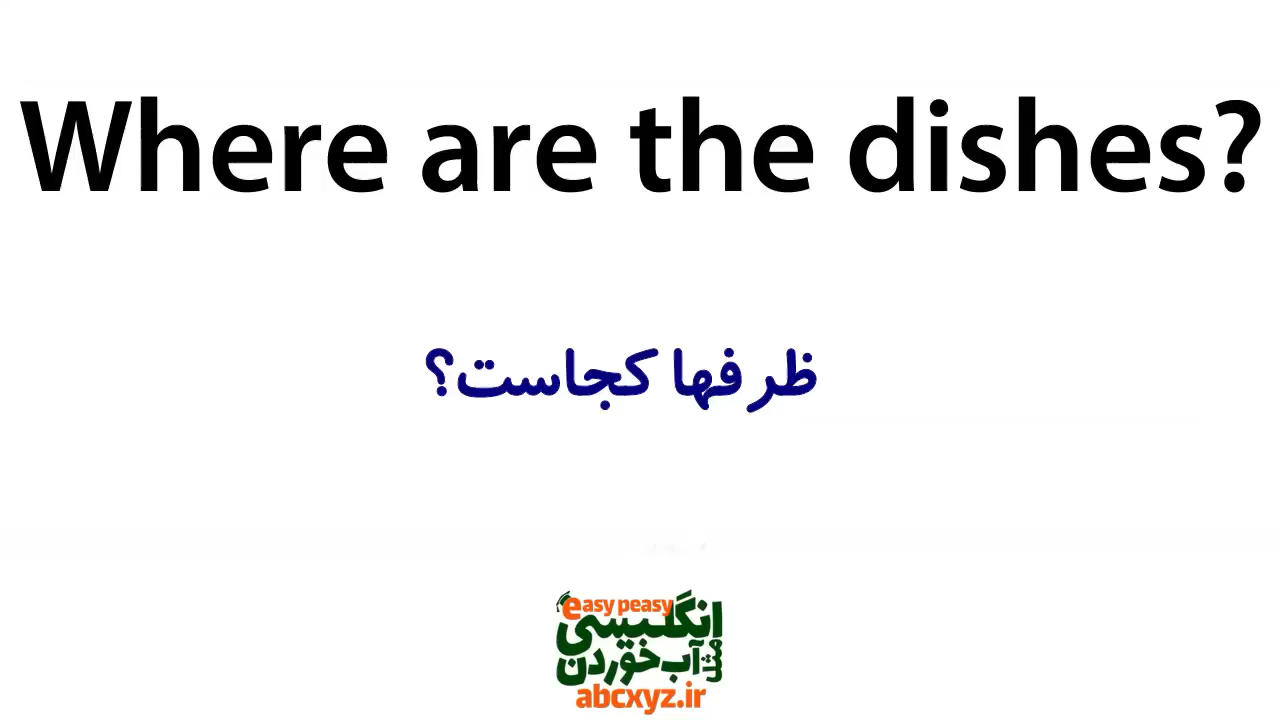 Where are the dishes?
ظرفها کجاست؟
easy peasy
انگلیسی
مثل آب خوردن
abcxyz.ir